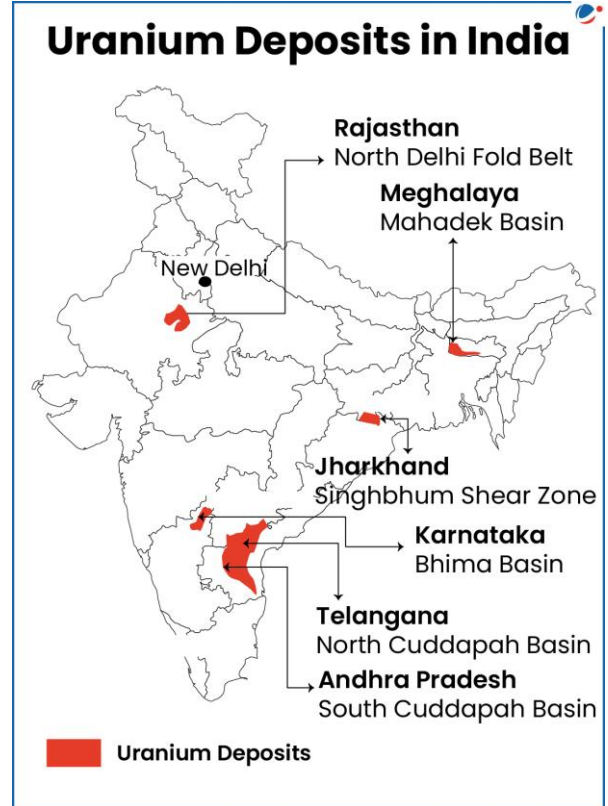 Uranium Deposits in India
Rajasthan
North Delhi Fold Belt
Meghalaya
Mahadek Basin
New Delhi
Jharkhand
Singhbhum Shear Zone
Karnataka
Bhima Basin
Telangana
North Cuddapah Basin
Andhra Pradesh
South Cuddapah Basin
Uranium Deposits